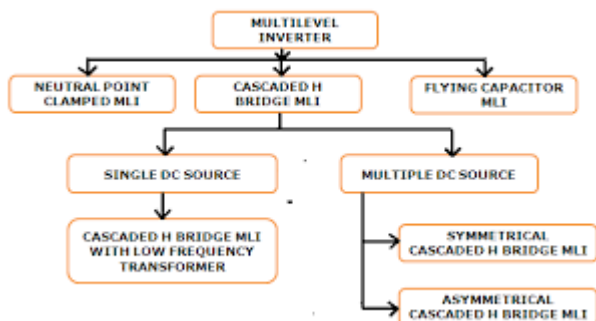 MULTILEVEL
INVERTER
NEUTRAL POINT
CLAMPED MLI
CASCADED H
BRIDGE MLI
FLYING CAPACITOR
MLI
SINGLE DC SOURCE
MULTIPLE DC SOURCE
CASCADED H BRIDGE MLI
WITH LOW FREQUENCY
TRANSFORMER
SYMMETRICAL
CASCADED H BRIDGE MLI
ASYMMETRICAL
CASCADED H BRIDGE MLI